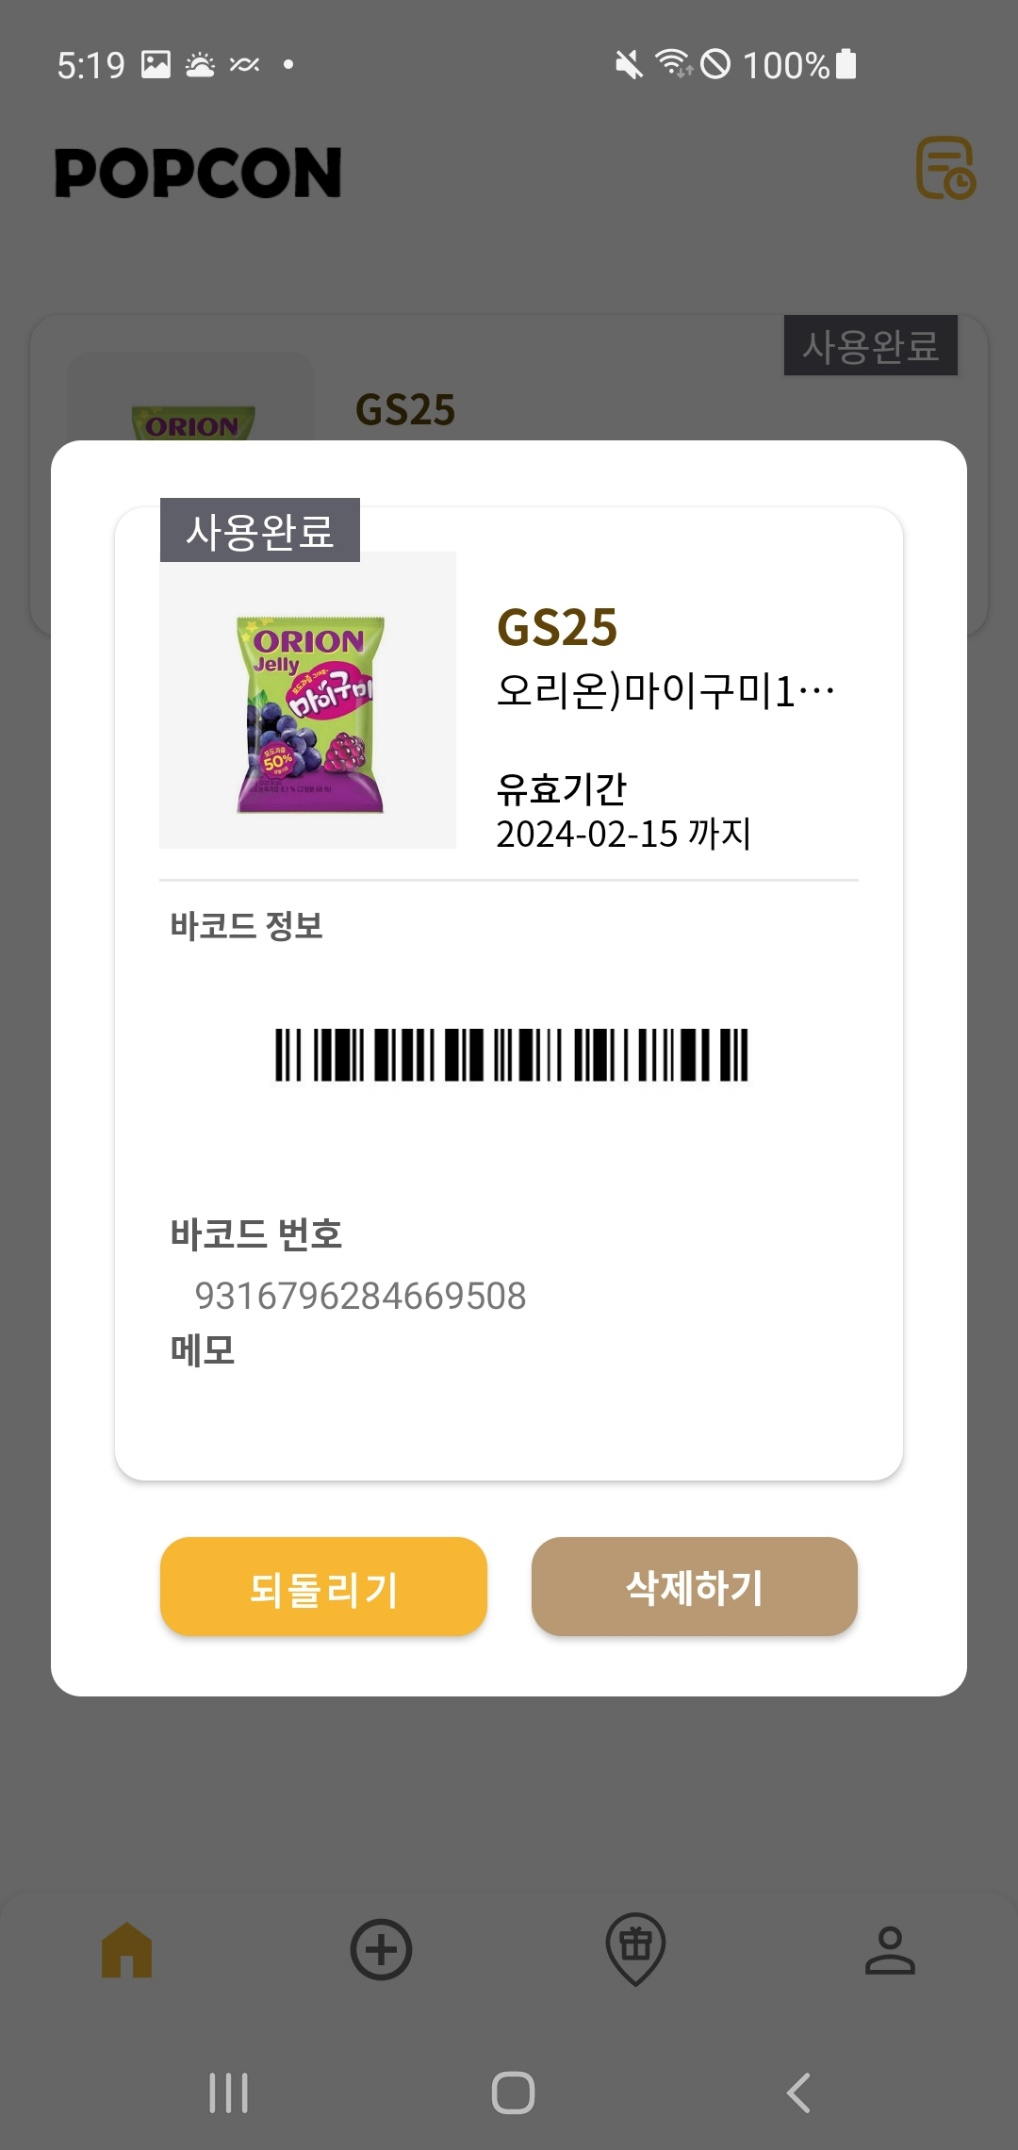 5:19 100%
POPCON
사용완료
GS25
ORION
사용완료
ORION
Jelly
마이구미
50%
GS25
오리온)마이구미1···
유효기간
2024-02-15 까지
바코드 정보
바코드 번호
9316796284669508
메모
되돌리기
삭제하기